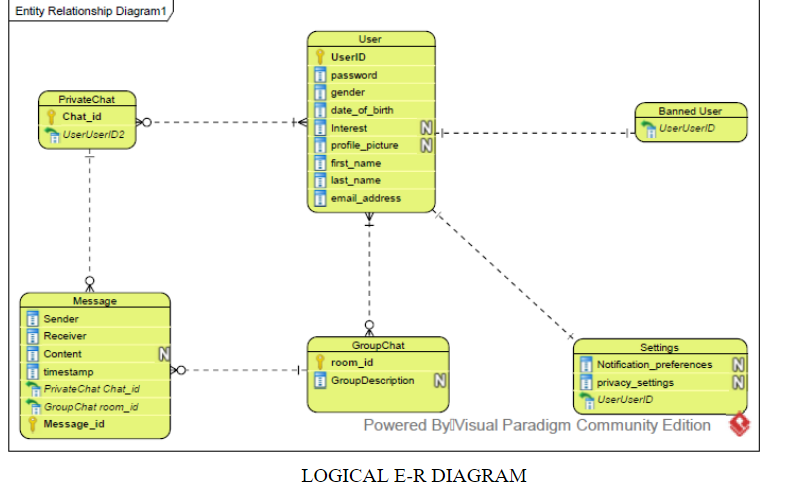 Entity Relationship Diagram1
User
UserID
password
gender
date_of_birth
Interest N
profile_picture N
first_name
last_name
email_address
PrivateChat
Chat_id
UserUserID2
Banned User
UserUserID
Message
Sender
Receiver
Content N
timestamp
PrivateChat Chat_id
GroupChat room_id
Message_id
GroupChat
room_id
GroupDescription N
Settings
Notification_preferences N
privacy_settings N
UserUserID
Powered By Visual Paradigm Community Edition
LOGICAL E-R DIAGRAM